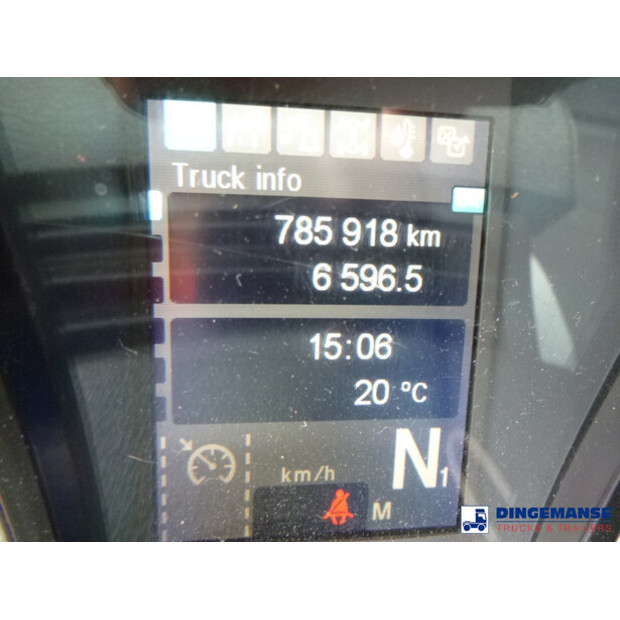 Truck info
785 918 km
6 596.5
15:06
20 °C
km/h
N1
M
DINGEMANSE
TRUCKS & TRAILERS